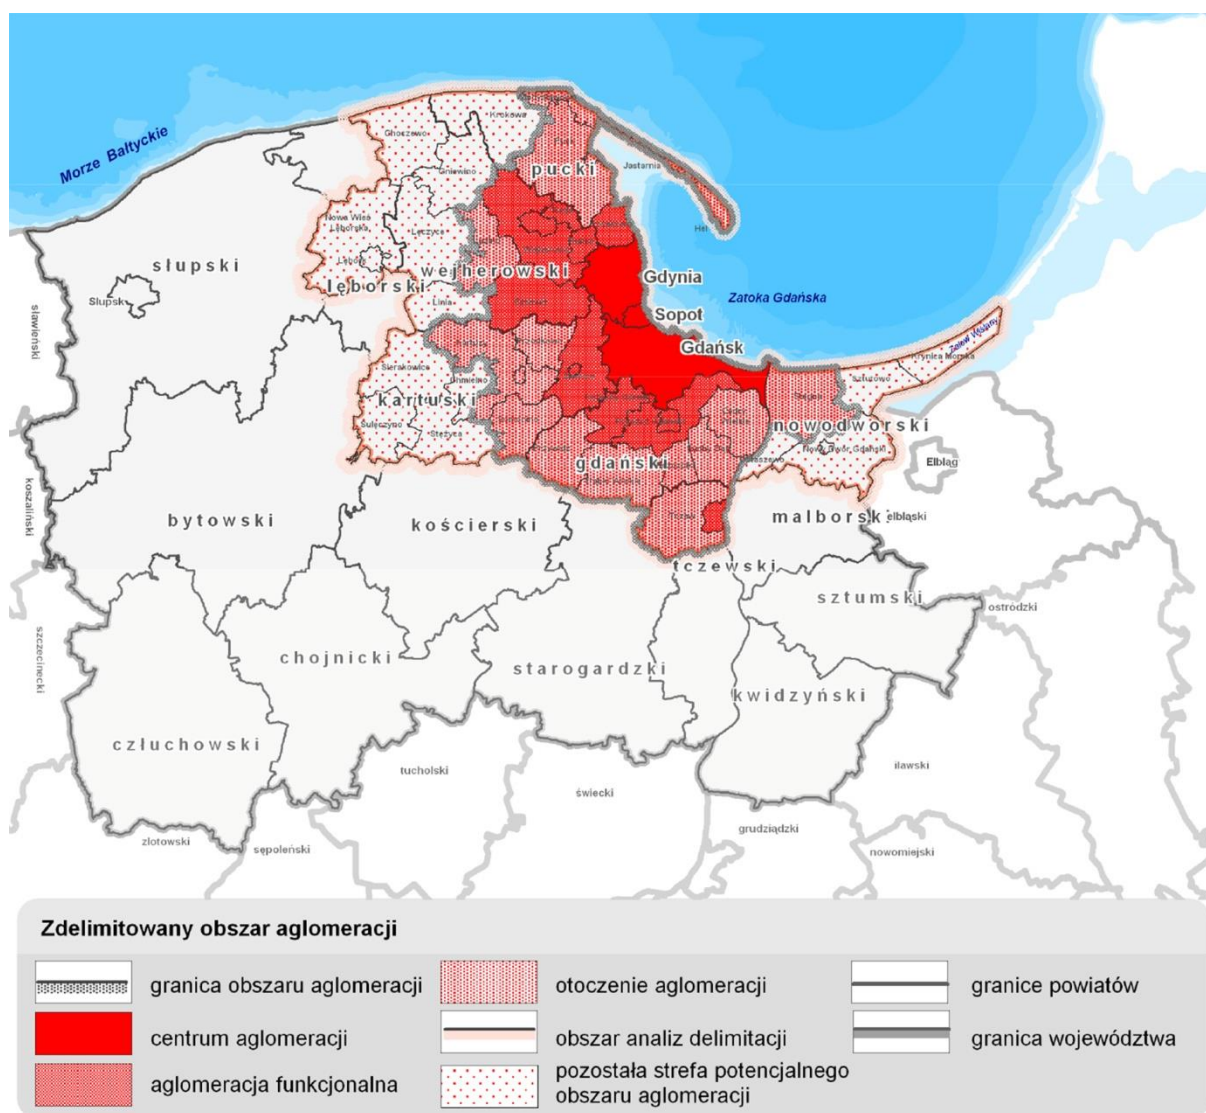 Morze Bałtyckie
Choczewo
Krokowa
Gniewino
pucki
Jastarnia
Hel
Nowa Wieś
Lęborska
Łęczyce
Lębork
słupski
wejherowski
lęborski
Gdynia
Słupsk
Linia
Sopot
Zatoka Gdańska
Gdańsk
sławieński
Zalew Wiślany
Krynica Morska
Sierakowice
Chmielno
Sztutowo
kartuski
Sulęczyno
Stężyca
nowodworski
Nowy Dwór Gdański
gdański
Elbląg
koszaliński
bytowski
kościerski
malborski
elbląski
Tczew
tczewski
sztumski
ostródzki
szczecinecki
chojnicki
starogardzki
kwidzyński
człuchowski
tucholski
iławski
świecki
grudziądzki
złotowski
sępoleński
nowomiejski
Zdelimitowany obszar aglomeracji
granica obszaru aglomeracji
otoczenie aglomeracji
granice powiatów
centrum aglomeracji
obszar analiz delimitacji
granica województwa
aglomeracja funkcjonalna
pozostała strefa potencjalnego
obszaru aglomeracji